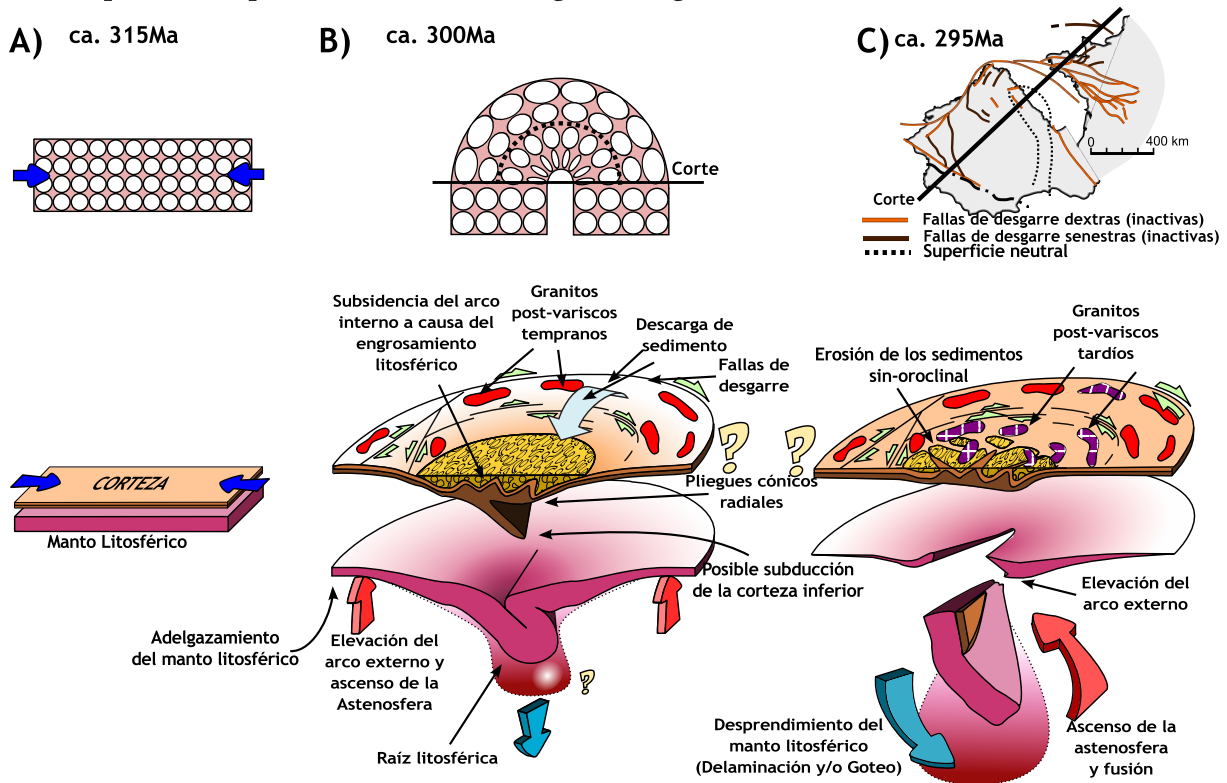 A) ca. 315Ma
B) ca. 300Ma
C) ca. 295Ma
Corte
0 400 km
Corte
Fallas de desgarre dextras (inactivas)
Fallas de desgarre senestras (inactivas)
Superficie neutral
Subsidencia del arco
interno a causa del
engrosamiento
litosférico
Granitos
post-variscos
tempranos
Descarga de
sedimento
Fallas de
desgarre
Granitos
post-variscos
tardíos
Erosión de los sedimentos
sin-oroclinal
?
?
CORTEZA
Manto Litosférico
Pliegues cónicos
radiales
Posible subducción
de la corteza inferior
Elevación del
arco externo
Adelgazamiento
del manto litosférico
Elevación del
arco externo y
ascenso de la
Astenosfera
?
Raíz litosférica
Desprendimiento del
manto litosférico
(Delaminación y/o Goteo)
Ascenso de la
astenosfera
y fusión